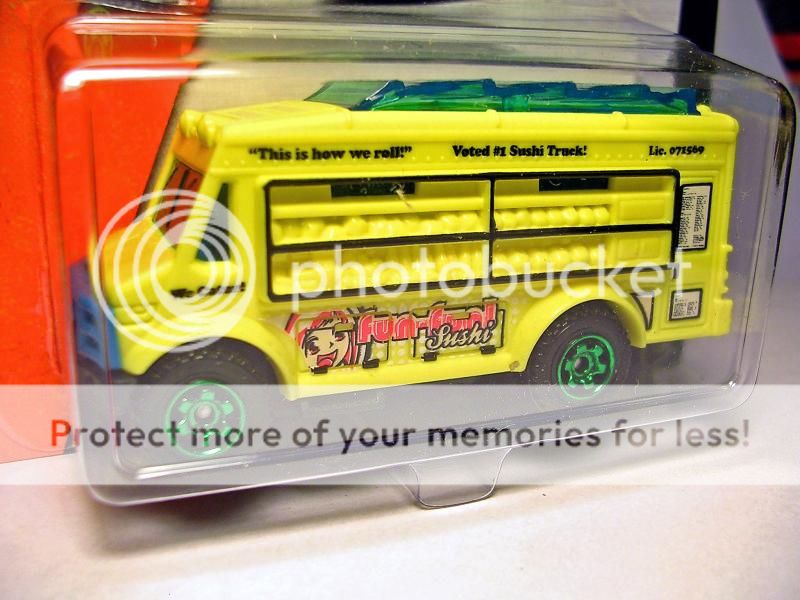 "This is how we roll!" Voted #1 Sushi Truck! Lic. 071569
photobucket
fun-fun!
Sushi
Protect more of your memories for less!